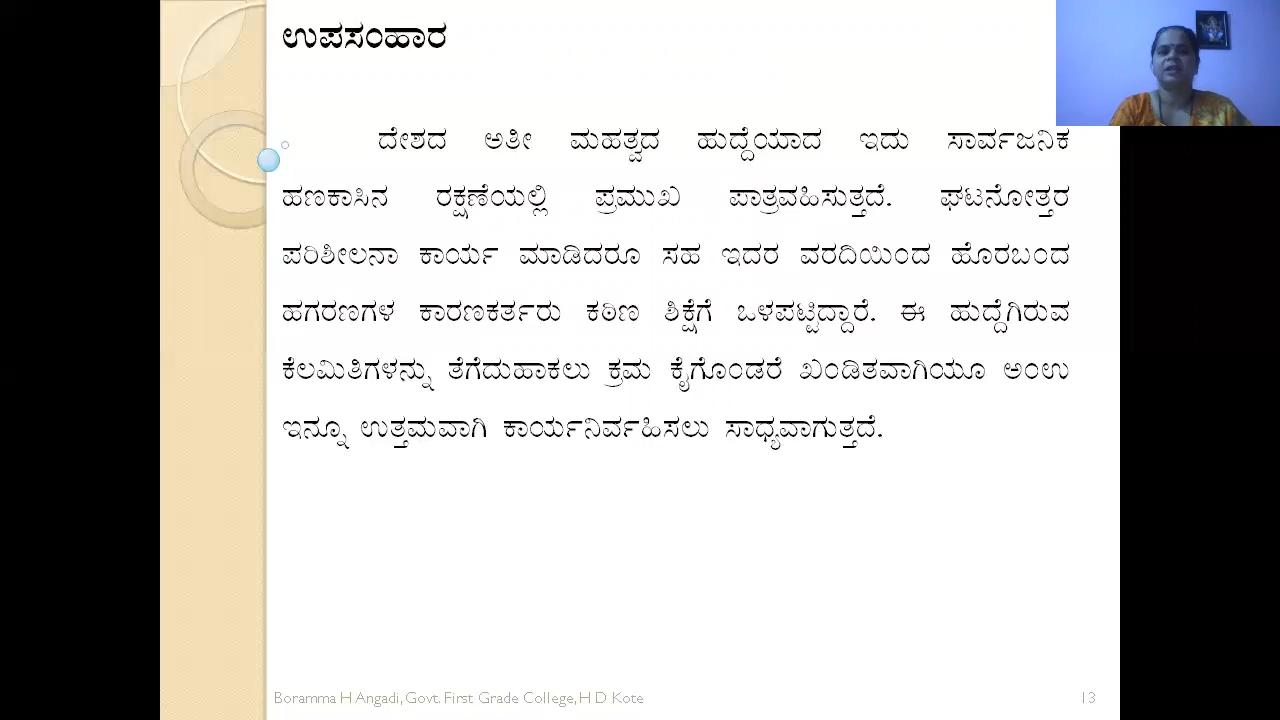 ಉಪಸಂಹಾರ
ದೇಶದ ಅತೀ ಮಹತ್ವದ ಹುದ್ದೆಯಾದ ಇದು ಸಾರ್ವಜನಿಕ
ಹಣಕಾಸಿನ ರಕ್ಷಣೆಯಲ್ಲಿ ಪ್ರಮುಖ ಪಾತ್ರವಹಿಸುತ್ತದೆ. ಘಟನೋತ್ತರ
ಪರಿಶೀಲನಾ ಕಾರ್ಯ ಮಾಡಿದರೂ ಸಹ ಇದರ ವರದಿಯಿಂದ ಹೊರಬಂದ
ಹಗರಣಗಳ ಕಾರಣಕರ್ತರು ಕಠಿಣ ಶಿಕ್ಷೆಗೆ ಒಳಪಟ್ಟಿದ್ದಾರೆ. ಈ ಹುದ್ದೆಗಿರುವ
ಕೆಲಮಿತಿಗಳನ್ನು ತೆಗೆದುಹಾಕಲು ಕ್ರಮ ಕೈಗೊಂಡರೆ ಖಂಡಿತವಾಗಿಯೂ ಅಂಉ
ಇನ್ನೂ ಉತ್ತಮವಾಗಿ ಕಾರ್ಯನಿರ್ವಹಿಸಲು ಸಾಧ್ಯವಾಗುತ್ತದೆ.
Boramma H Angadi, Govt. First Grade College, H D Kote 13